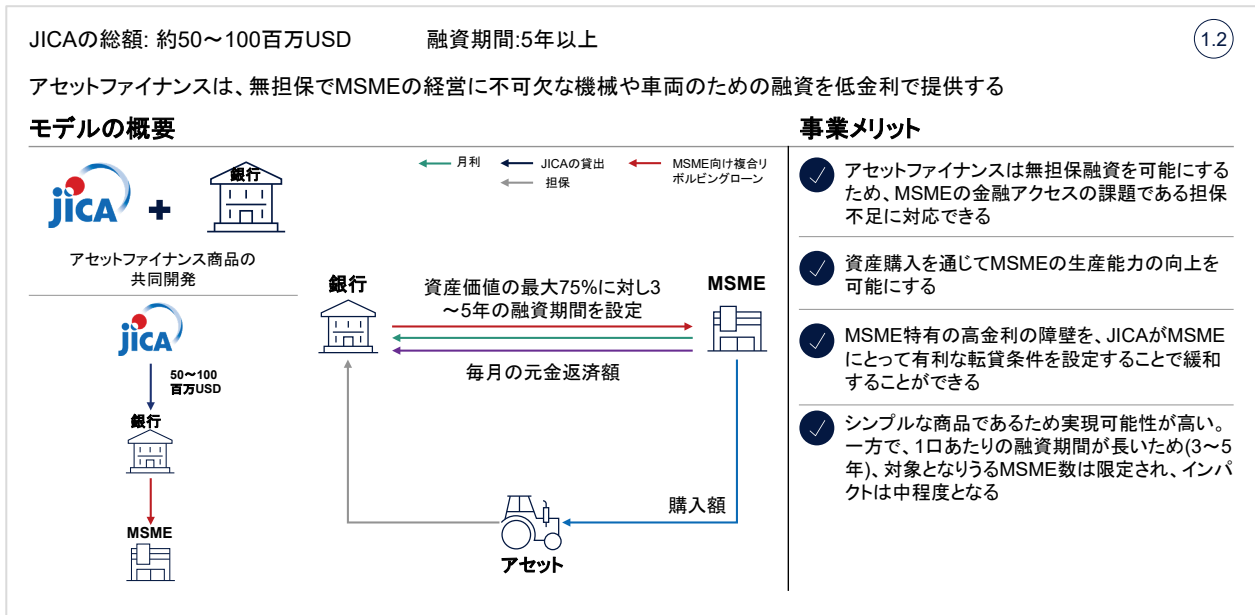 JICAの総額: 約50～100百万USD 融資期間:5年以上
1.2
アセットファイナンスは、無担保でMSMEの経営に不可欠な機械や車両のための融資を低金利で提供する
モデルの概要
JICA
+
銀行
アセットファイナンス商品の
共同開発
JICA
50～100
百万USD
銀行
MSME
月利
JICAの貸出
MSME向け複合リ
ボルビングローン
担保
銀行
資産価値の最大75%に対し3
～5年の融資期間を設定
MSME
毎月の元金返済額
購入額
アセット
事業メリット
アセットファイナンスは無担保融資を可能にする
ため、MSMEの金融アクセスの課題である担保
不足に対応できる
資産購入を通じてMSMEの生産能力の向上を
可能にする
MSME特有の高金利の障壁を、JICAがMSME
にとって有利な転貸条件を設定することで緩和
することができる
シンプルな商品であるため実現可能性が高い。
一方で、1口あたりの融資期間が長いため(3～5
年)、対象となりうるMSME数は限定され、インパ
クトは中程度となる